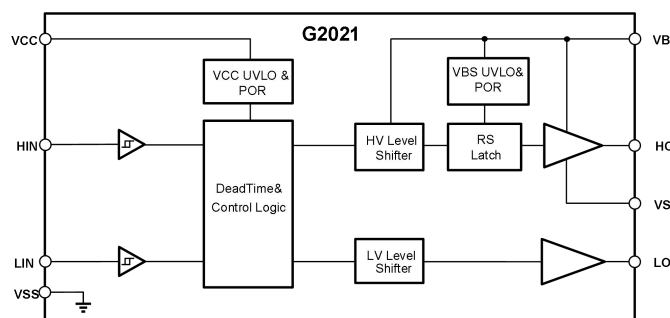 G2021
VCC
VB
VCC UVLO &
POR
VBS UVLO&
POR
HIN
HV Level
Shifter
RS
Latch
HO
DeadTime&
Control Logic
VS
LIN
LV Level
Shifter
LO
VSS